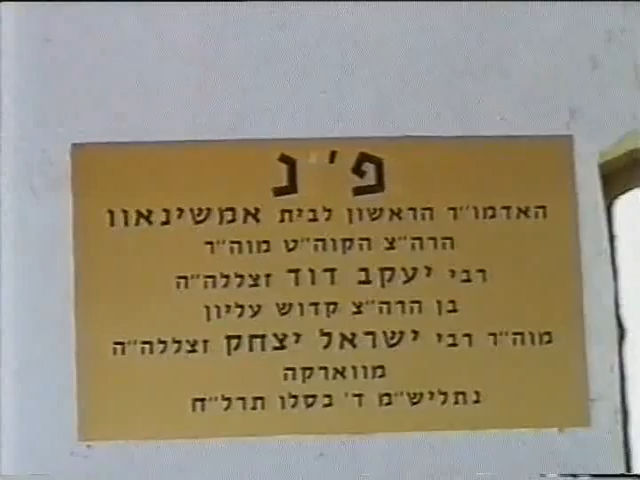 פ"נ
האדמו"ר הראשון לבית אמשינאוו
הרה"צ הקוה"ט מוה"ר
רבי יעקב דוד זצללה"ה
בן הרה"צ קדוש עליון
מוה"ר רבי ישראל יצחק זצללה"ה
מווארקה
נתליש"מ ד' כסלו תרל"ח